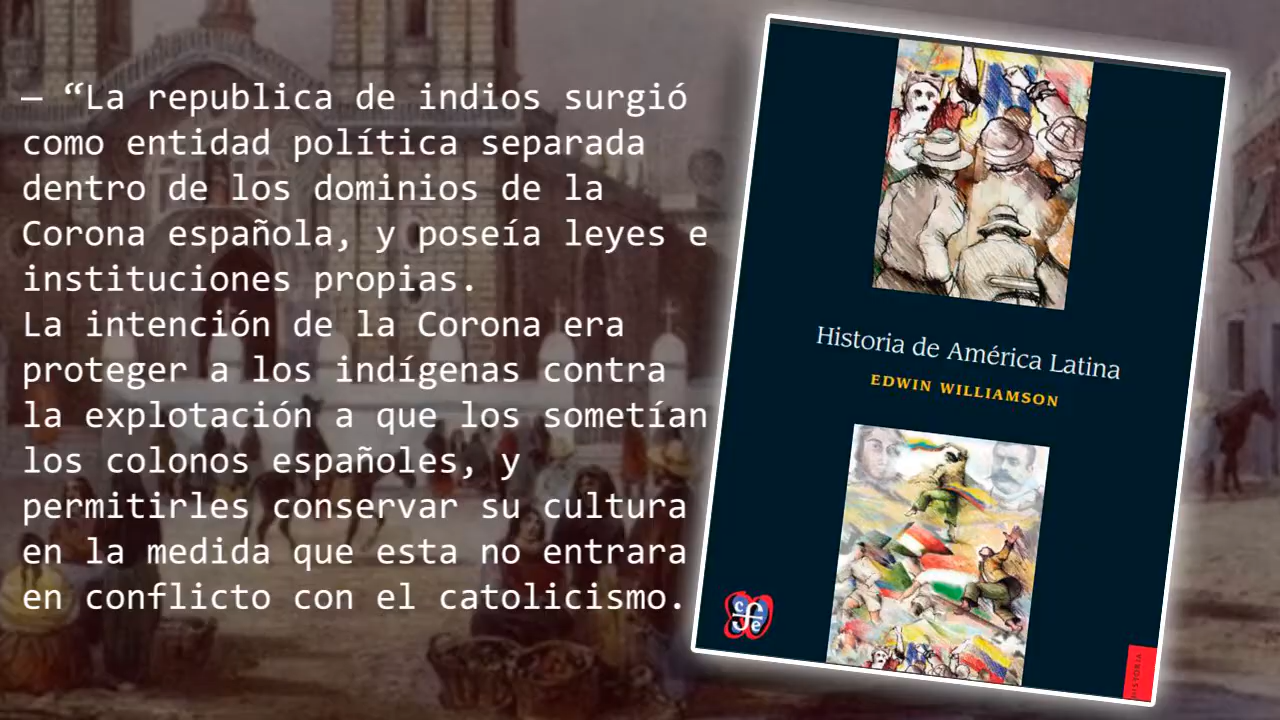 — “La republica de indios surgió
como entidad política separada
dentro de los dominios de la
Corona española, y poseía leyes e
instituciones propias.
La intención de la Corona era
proteger a los indígenas contra
la explotación a que los sometían
los colonos españoles, y
permitirles conservar su cultura
en la medida que esta no entrara
en conflicto con el catolicismo.
Historia de América Latina
EDWIN WILLIAMSON
c f e
HISTORIA